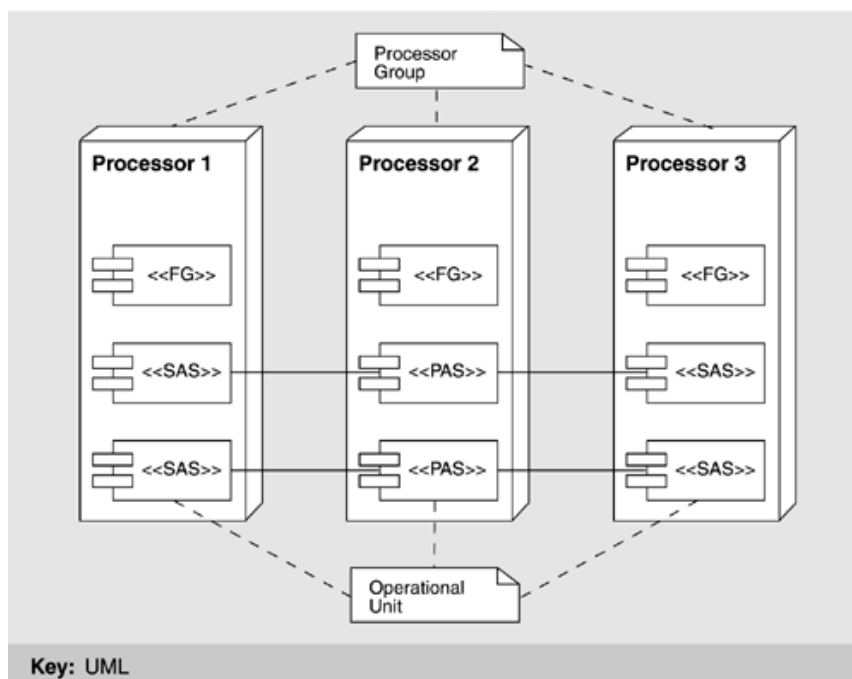 Processor
Group
Processor 1
Processor 2
Processor 3
<<FG>>
<<FG>>
<<FG>>
<<SAS>>
<<PAS>>
<<SAS>>
<<SAS>>
<<PAS>>
<<SAS>>
Operational
Unit
Key: UML